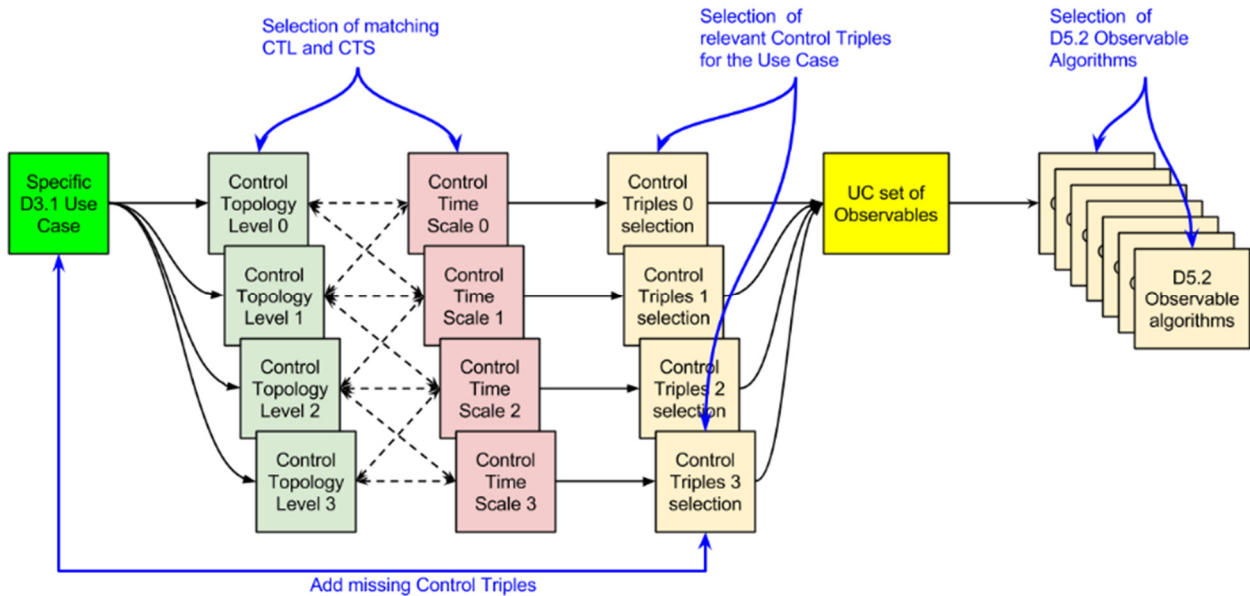 Selection of matching
CTL and CTS
Selection of
relevant Control Triples
for the Use Case
Selection of
D5.2 Observable
Algorithms
Specific
D3.1 Use
Case
Control
Topology
Level 0
Control
Time
Scale 0
Control
Triples 0
selection
UC set of
Observables
Control
Topology
Level 1
Control
Time
Scale 1
Control
Triples 1
selection
D5.2
Observable
algorithms
Control
Topology
Level 2
Control
Time
Scale 2
Control
Triples 2
selection
Control
Topology
Level 3
Control
Time
Scale 3
Control
Triples 3
selection
Add missing Control Triples